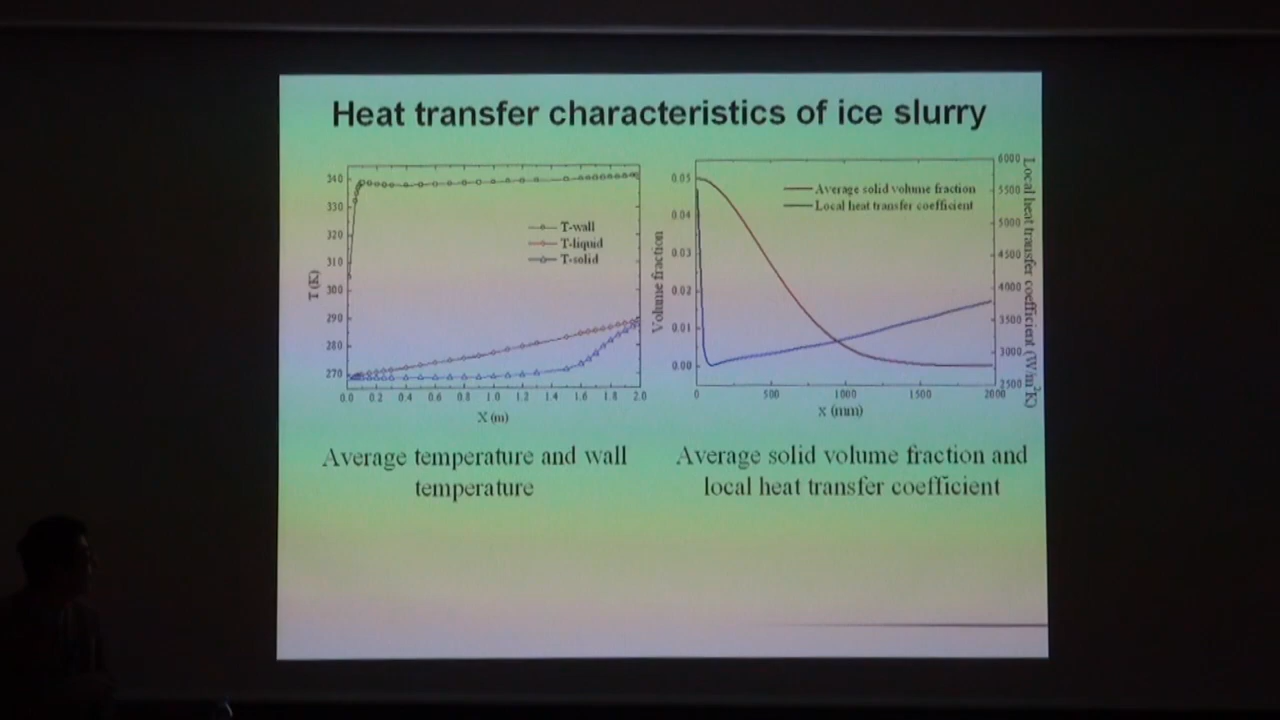 Heat transfer characteristics of ice slurry
340
330
320
310
300
290
280
270
T (K)
T-wall
T-liquid
T-solid
0.0 0.2 0.4 0.6 0.8 1.0 1.2 1.4 1.6 1.8 2.0
X (m)
Average temperature and wall
temperature
0.05
0.04
0.03
0.02
0.01
0.00
Volume fraction
Average solid volume fraction
Local heat transfer coefficient
6000
5500
5000
4500
4000
3500
3000
2500
Local heat transfer coefficient (W/m²K)
0 500 1000 1500 2000
x (mm)
Average solid volume fraction and
local heat transfer coefficient